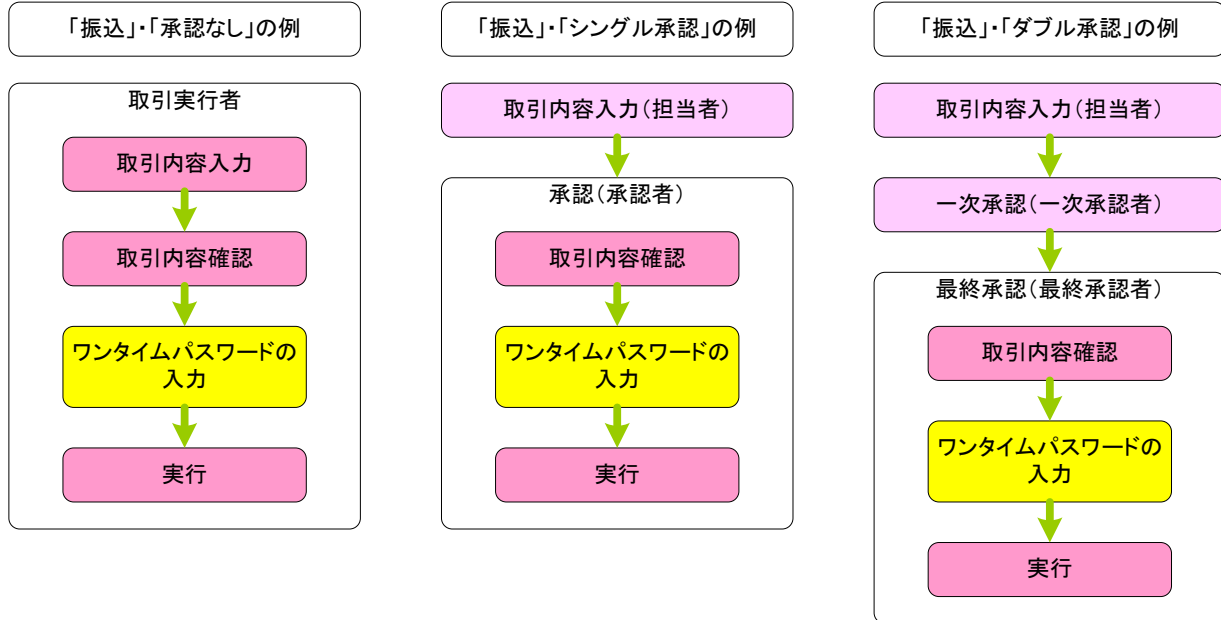 「振込」・「承認なし」の例
取引実行者
取引内容入力
取引内容確認
ワンタイムパスワードの
入力
実行
「振込」・「シングル承認」の例
取引内容入力(担当者)
承認(承認者)
取引内容確認
ワンタイムパスワードの
入力
実行
「振込」・「ダブル承認」の例
取引内容入力(担当者)
一次承認(一次承認者)
最終承認(最終承認者)
取引内容確認
ワンタイムパスワードの
入力
実行